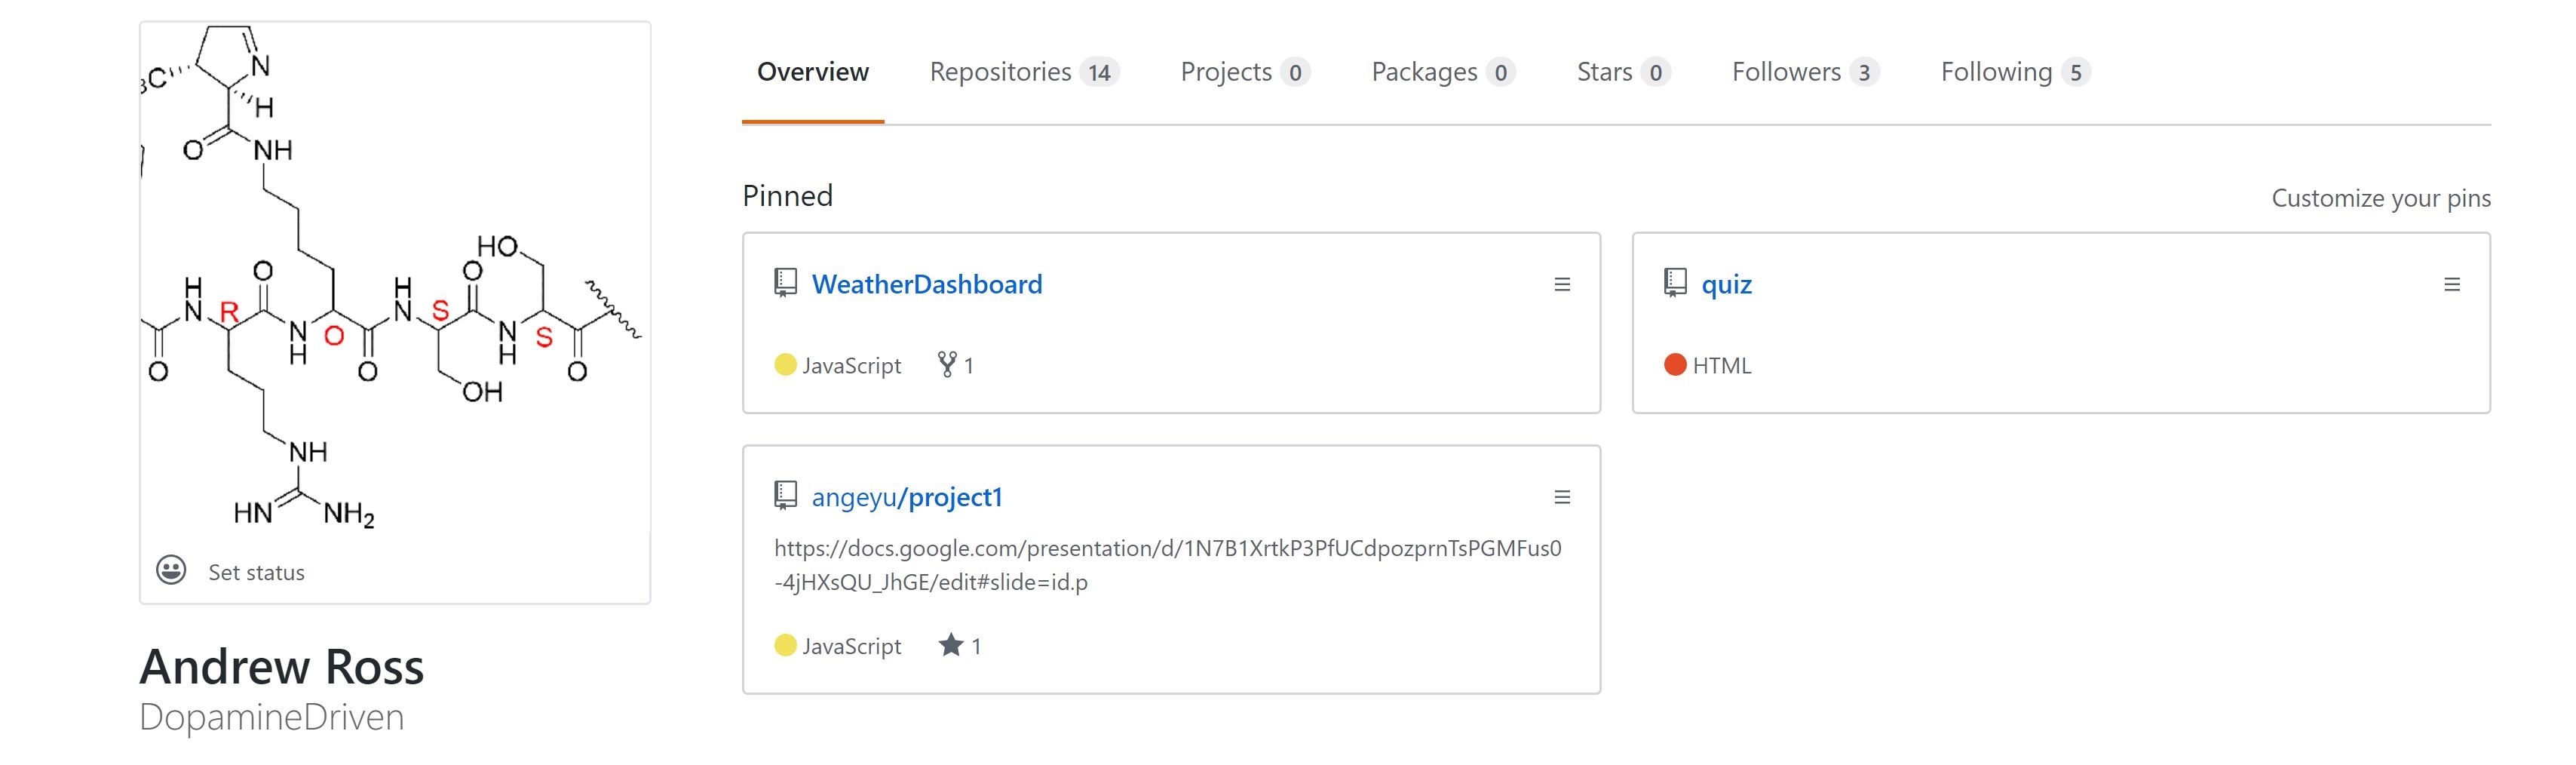 N
₃C
H
O
NH
HO
O
O
H
N
R
H
N
S
N
H
O
N
H
S
O
O
O
OH
NH
HN
NH₂
Set status
Andrew Ross
DopamineDriven
Overview Repositories 14 Projects 0 Packages 0 Stars 0 Followers 3 Following 5
Pinned Customize your pins
WeatherDashboard
JavaScript 1
quiz
HTML
angeyu/project1
https://docs.google.com/presentation/d/1N7B1XrtkP3PfUCdpozprnTsPGMFus0
-4jHXsQU_JhGE/edit#slide=id.p
JavaScript 1